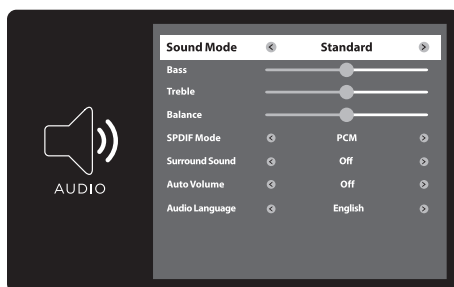 Sound Mode Standard
Bass
Treble
Balance
SPDIF Mode PCM
Surround Sound Off
Auto Volume Off
Audio Language English
AUDIO